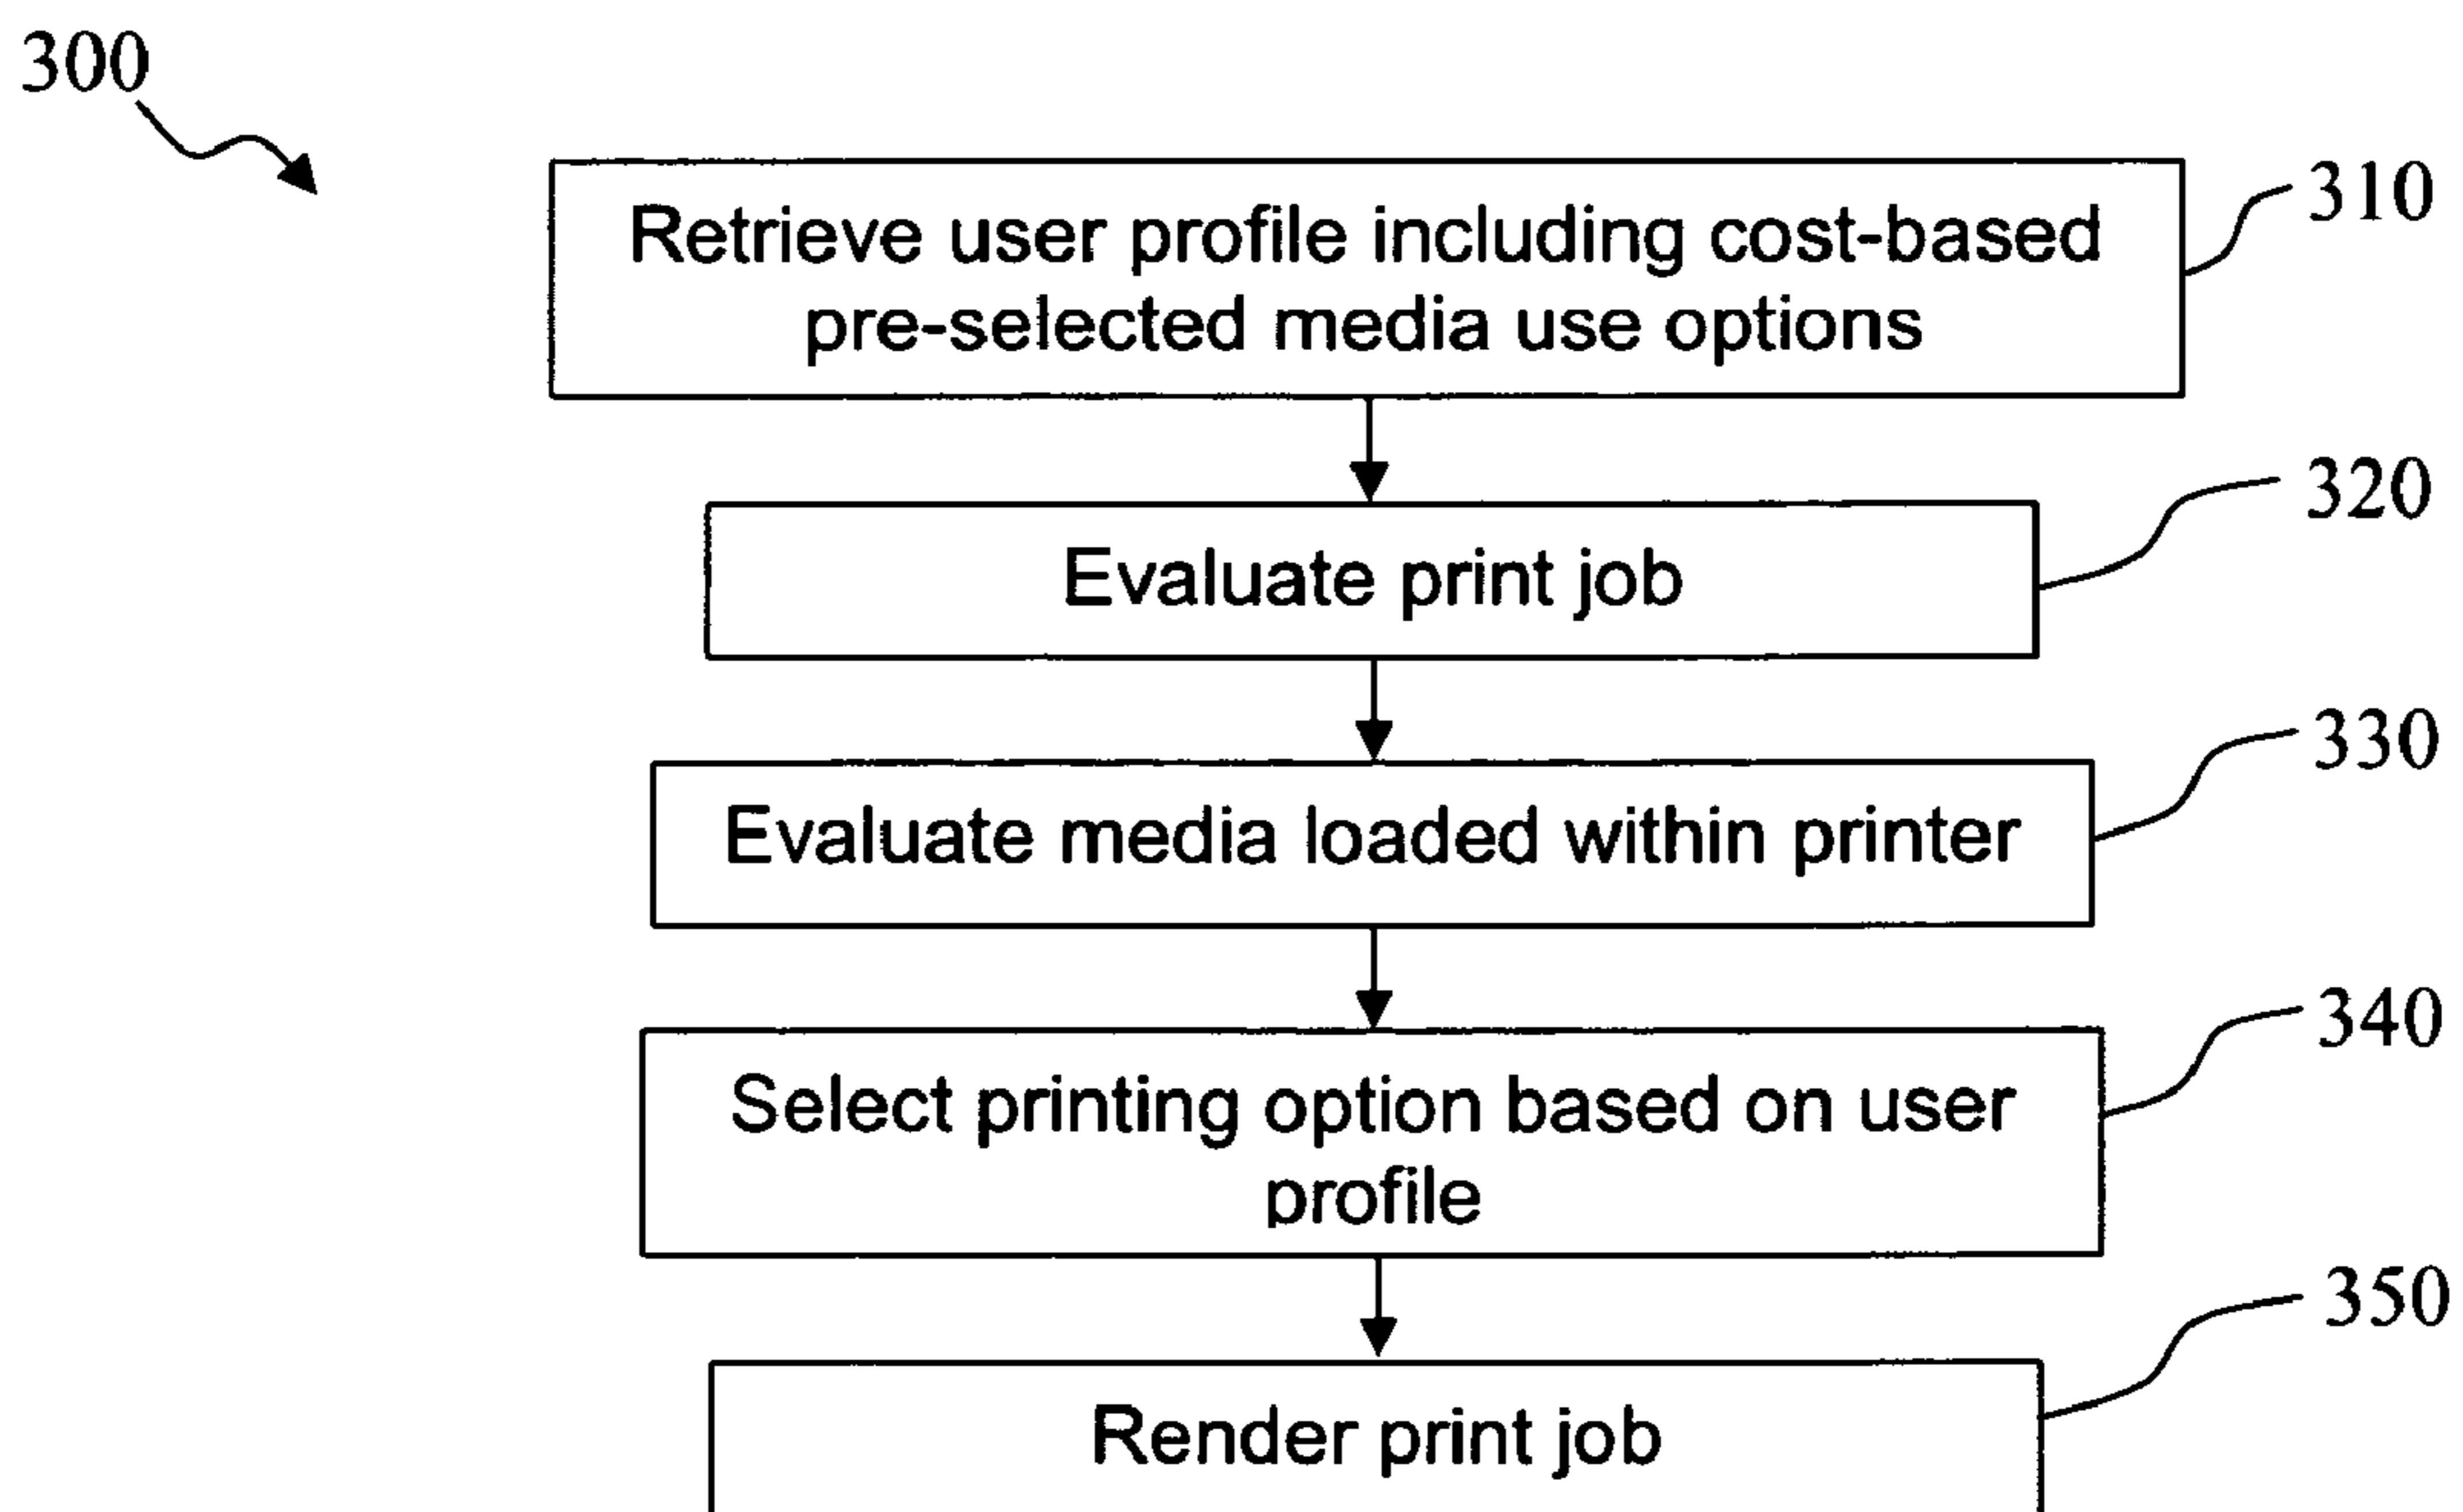 300
310
Retrieve user profile including cost-based
pre-selected media use options
320
Evaluate print job
330
Evaluate media loaded within printer
340
Select printing option based on user
profile
350
Render print job